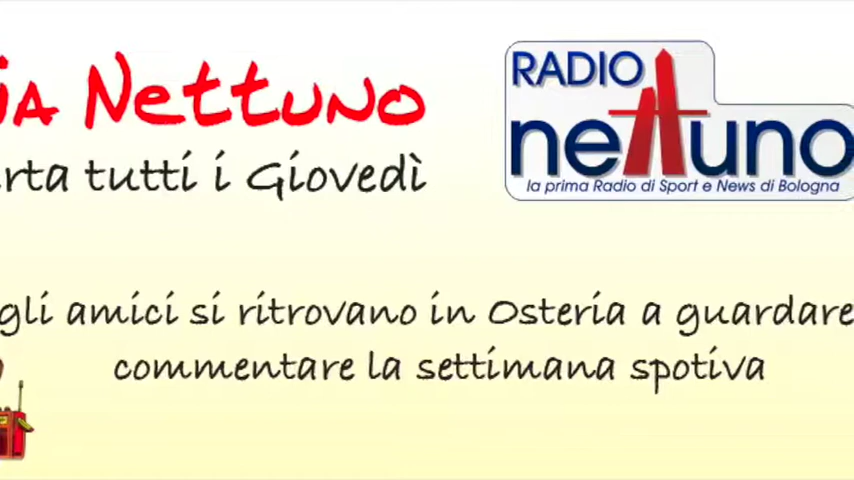 ia Nettuno
rta tutti i Giovedì
RADIO
nettuno
la prima Radio di Sport e News di Bologna
gli amici si ritrovano in Osteria a guardare
commentare la settimana spotiva